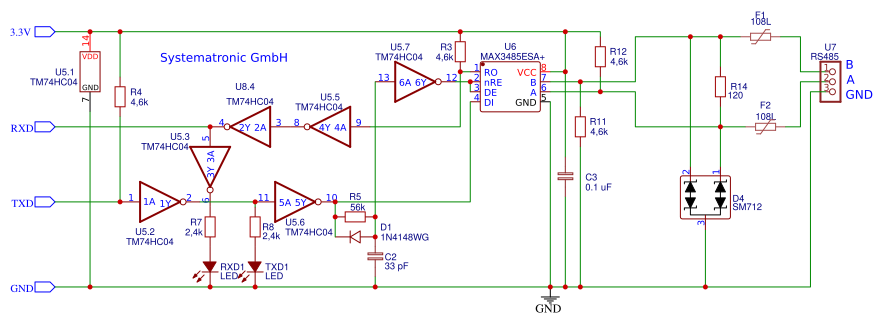 3.3V
14
VDD
U5.1
TM74HC04
GND
7
Systematronic GmbH
R4
4,6k
RXD
U8.4
TM74HC04
4
2Y 2A
3
U5.5
TM74HC04
8
4Y 4A
9
U5.3
TM74HC04
5
3Y 3A
6
TXD
1
1A 1Y
2
U5.2
TM74HC04
R7
2,4k
RXD1
LED
R8
2,4k
TXD1
LED
11
5A 5Y
10
U5.6
TM74HC04
R5
56k
D1
1N4148WG
C2
33 pF
U5.7
TM74HC04
13
6A 6Y
12
R3
4,6k
U6
MAX3485ESA+
1
RO
VCC
8
2
nRE
B
7
3
DE
A
6
4
DI
GND
5
R12
4,6k
R11
4,6k
C3
0.1 uF
F1
108L
R14
120
F2
108L
U7
RS485
1
B
2
A
3
GND
2
1
D4
SM712
3
GND
GND